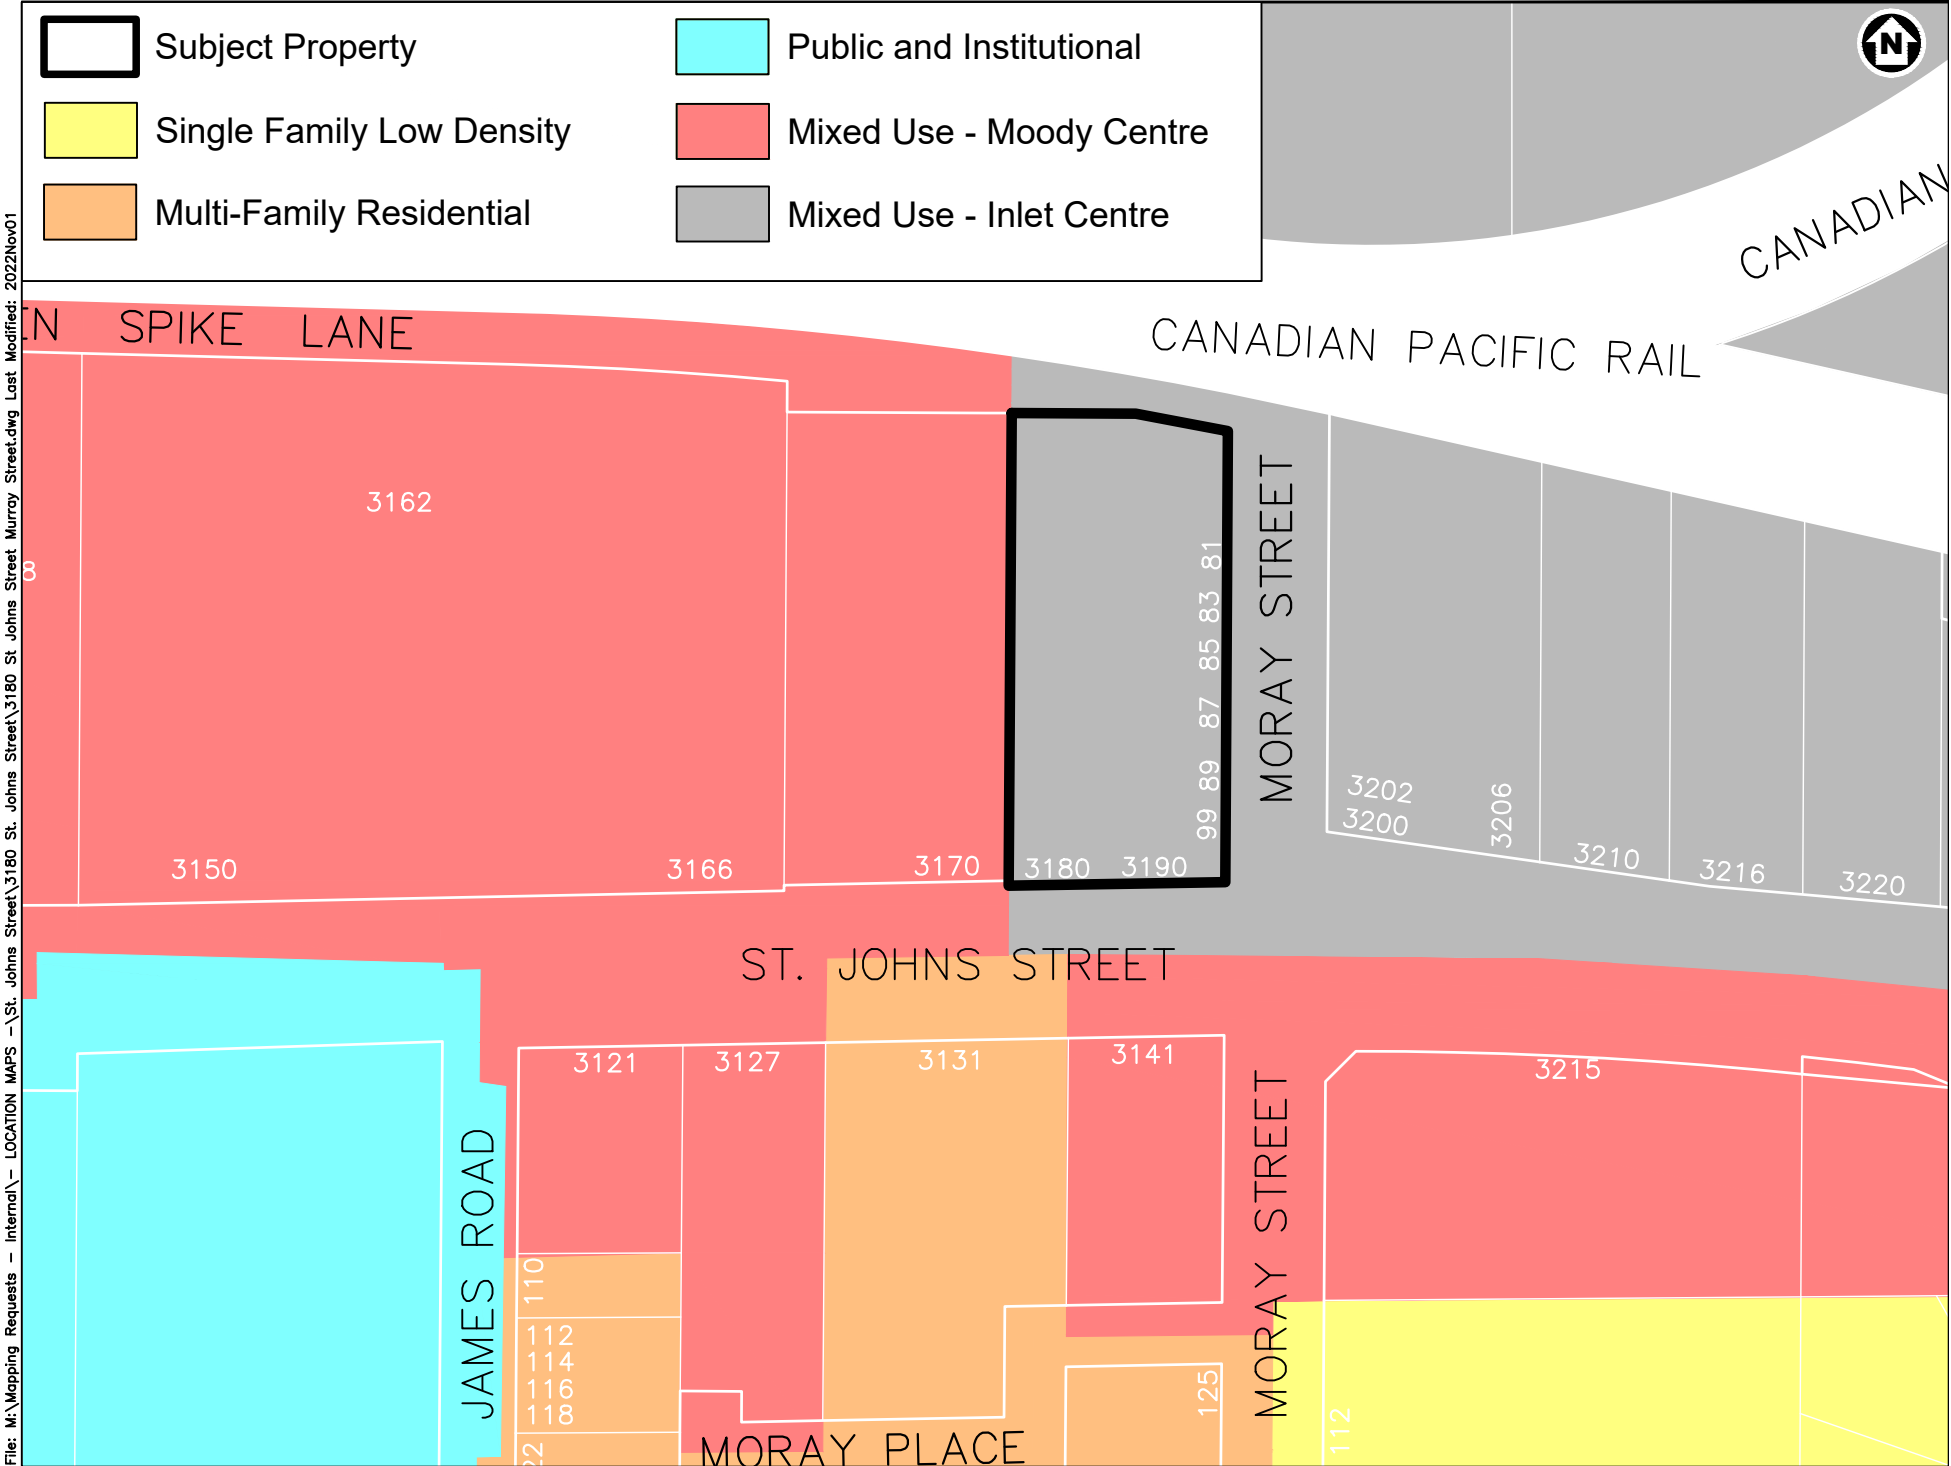 Subject Property
Single Family Low Density
Multi-Family Residential
Public and Institutional
Mixed Use - Moody Centre
Mixed Use - Inlet Centre
N
File: M:\Mapping Requests - Internal\- LOCATION MAPS -\St. Johns Street\3180 St. Johns Street\3180 St Johns Street Murray Street.dwg Last Modified: 2022Nov01
CANADIAN
CANADIAN PACIFIC RAIL
N SPIKE LANE
3162
8
81
83
85
87
89
99
MORAY STREET
3202
3200
3206
3210
3216
3220
3150
3166
3170
3180
3190
ST. JOHNS STREET
3121
3127
3131
3141
3215
JAMES ROAD
MORAY STREET
110
112
114
116
118
22
125
112
MORAY PLACE